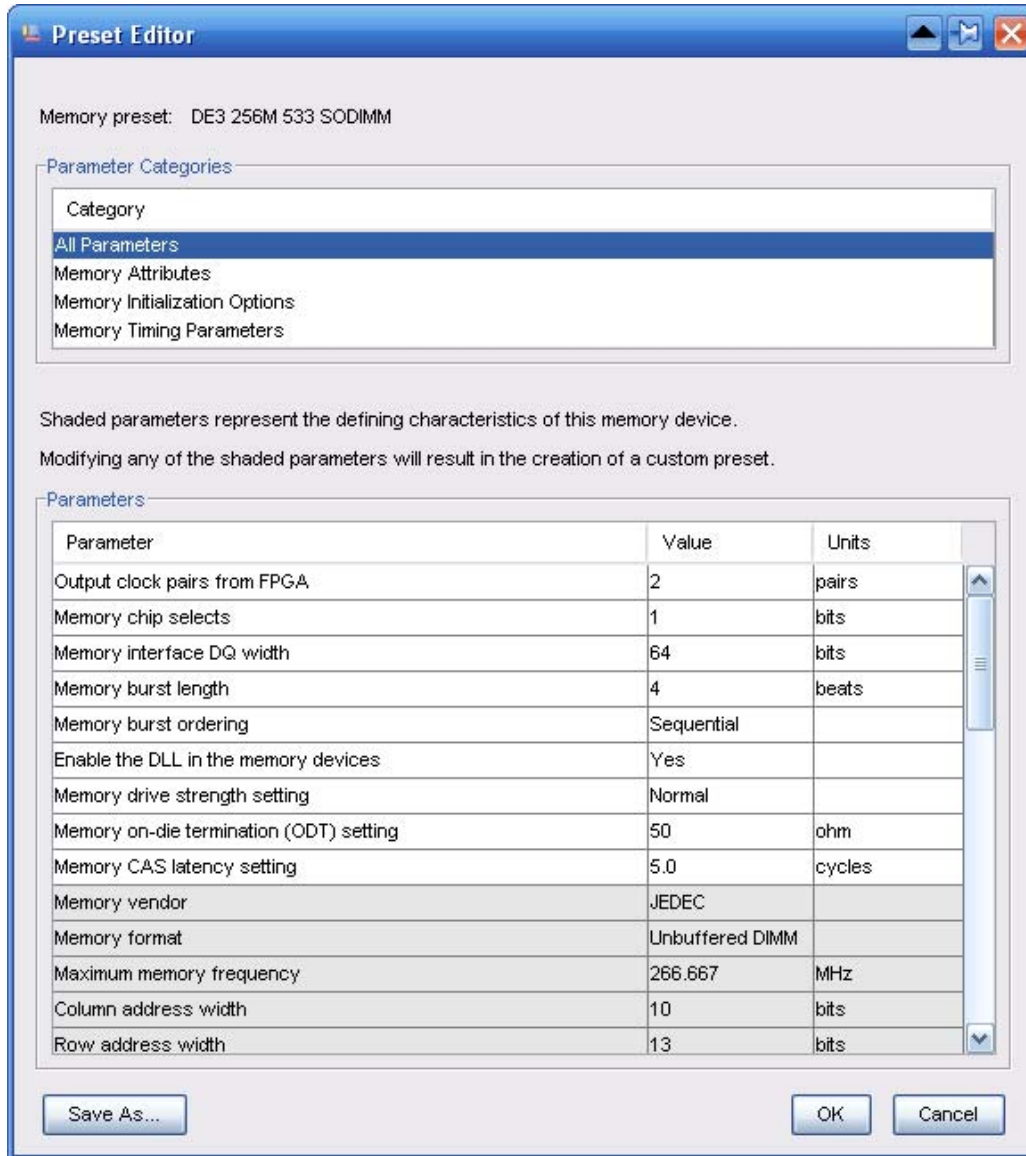 Preset Editor
Memory preset: DE3 256M 533 SODIMM
Parameter Categories
Category
All Parameters
Memory Attributes
Memory Initialization Options
Memory Timing Parameters
Shaded parameters represent the defining characteristics of this memory device.
Modifying any of the shaded parameters will result in the creation of a custom preset.
Parameters
Parameter Value Units
Output clock pairs from FPGA 2 pairs
Memory chip selects 1 bits
Memory interface DQ width 64 bits
Memory burst length 4 beats
Memory burst ordering Sequential
Enable the DLL in the memory devices Yes
Memory drive strength setting Normal
Memory on-die termination (ODT) setting 50 ohm
Memory CAS latency setting 5.0 cycles
Memory vendor JEDEC
Memory format Unbuffered DIMM
Maximum memory frequency 266.667 MHz
Column address width 10 bits
Row address width 13 bits
Save As... OK Cancel